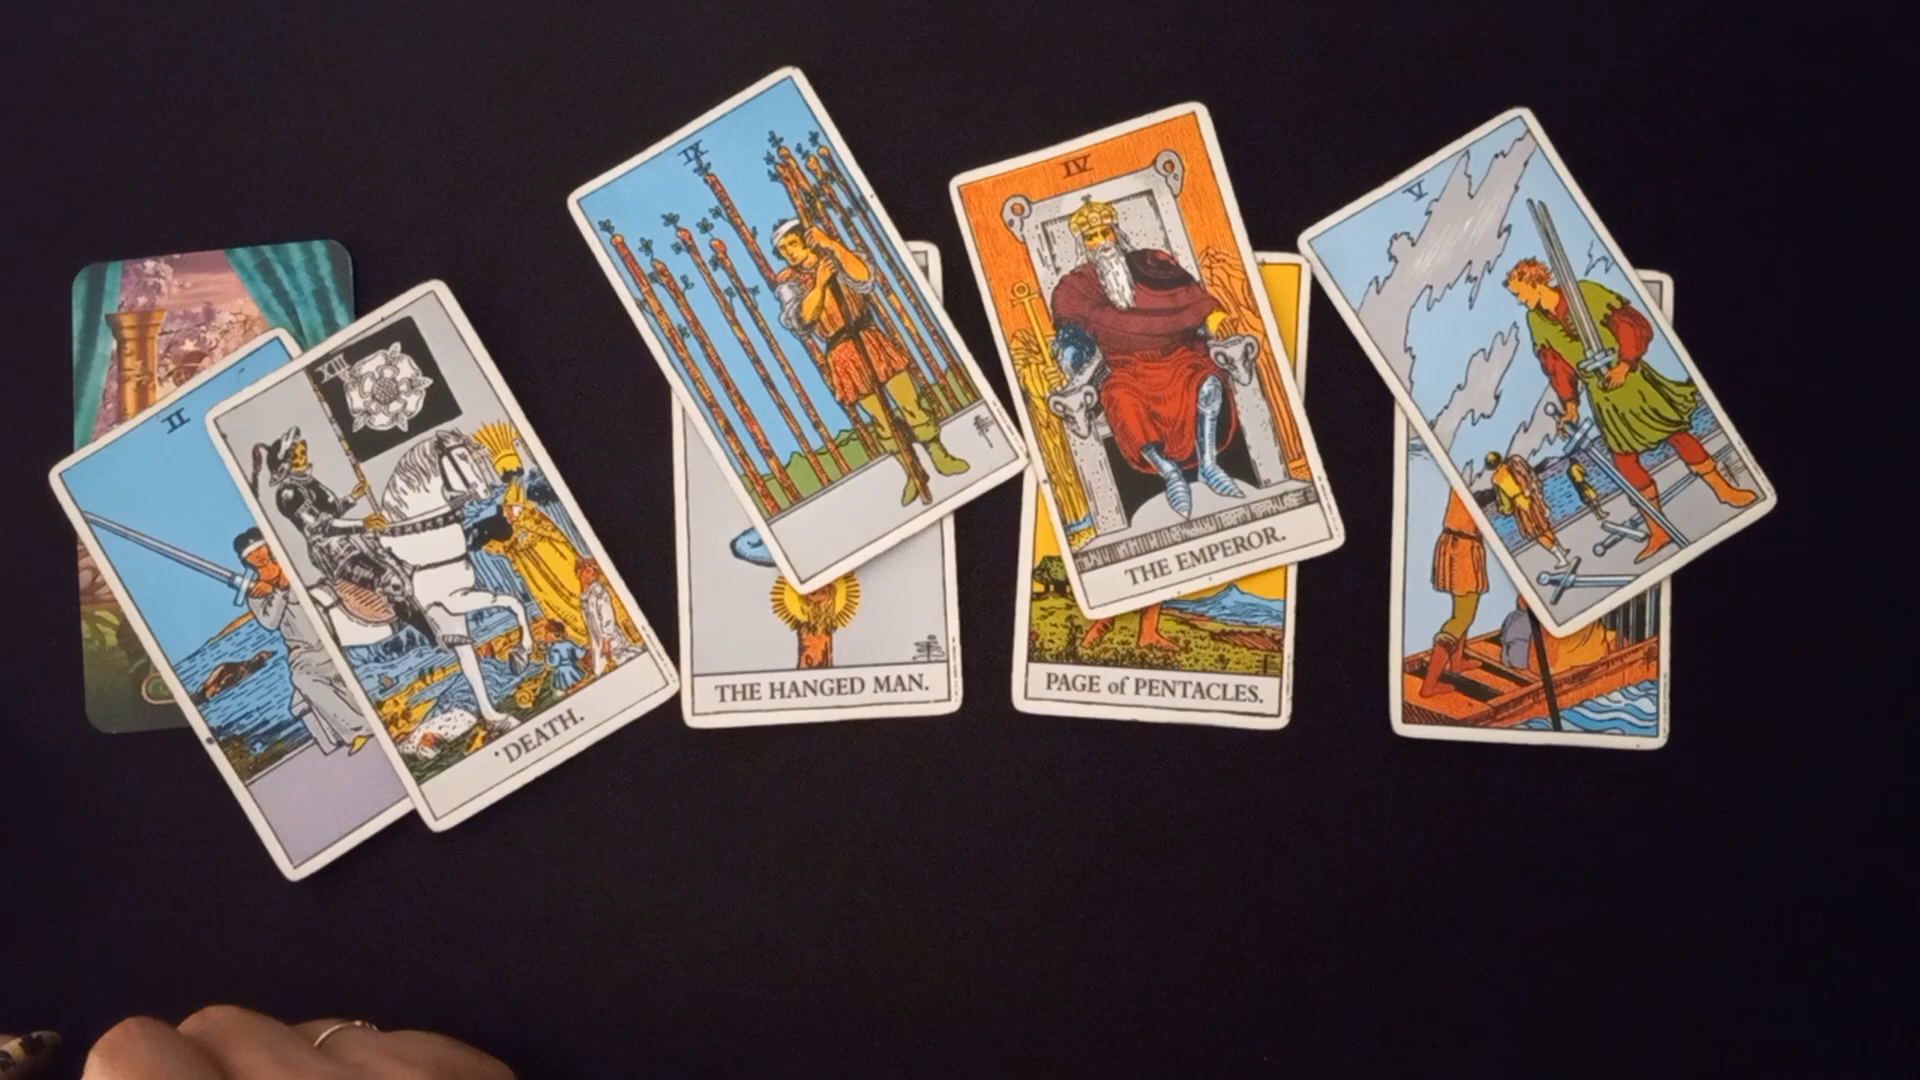 II
XIII
DEATH.
IX
THE HANGED MAN.
IV
THE EMPEROR.
PAGE of PENTACLES.
V